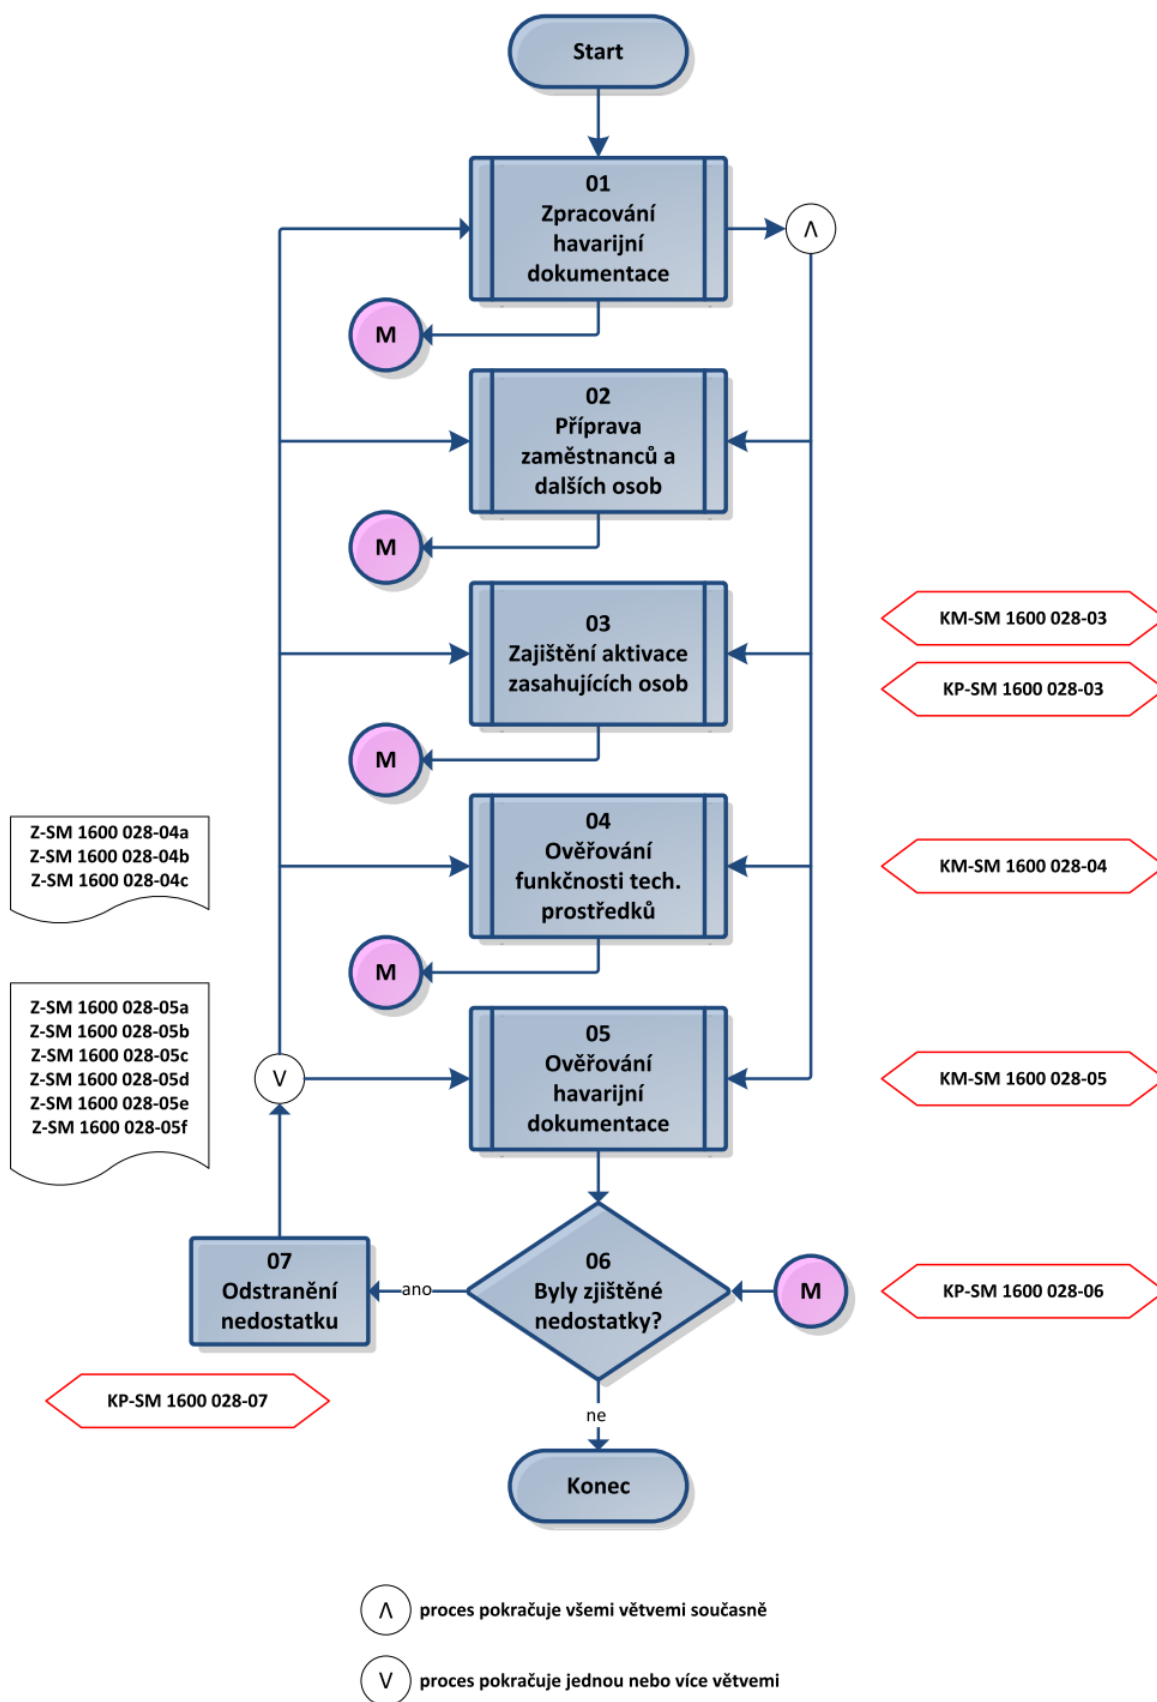 Start
01
Zpracování
havarijní
dokumentace
Λ
M
02
Příprava
zaměstnanců a
dalších osob
M
03
Zajištění aktivace
zasahujících osob
KM-SM 1600 028-03
KP-SM 1600 028-03
M
Z-SM 1600 028-04a
Z-SM 1600 028-04b
Z-SM 1600 028-04c
04
Ověřování
funkčnosti tech.
prostředků
KM-SM 1600 028-04
M
Z-SM 1600 028-05a
Z-SM 1600 028-05b
Z-SM 1600 028-05c
Z-SM 1600 028-05d
Z-SM 1600 028-05e
Z-SM 1600 028-05f
V
05
Ověřování
havarijní
dokumentace
KM-SM 1600 028-05
07
Odstranění
nedostatku
ano
06
Byly zjištěné
nedostatky?
M
KP-SM 1600 028-06
KP-SM 1600 028-07
ne
Konec
Λ proces pokračuje všemi větvemi současně
V proces pokračuje jednou nebo více větvemi